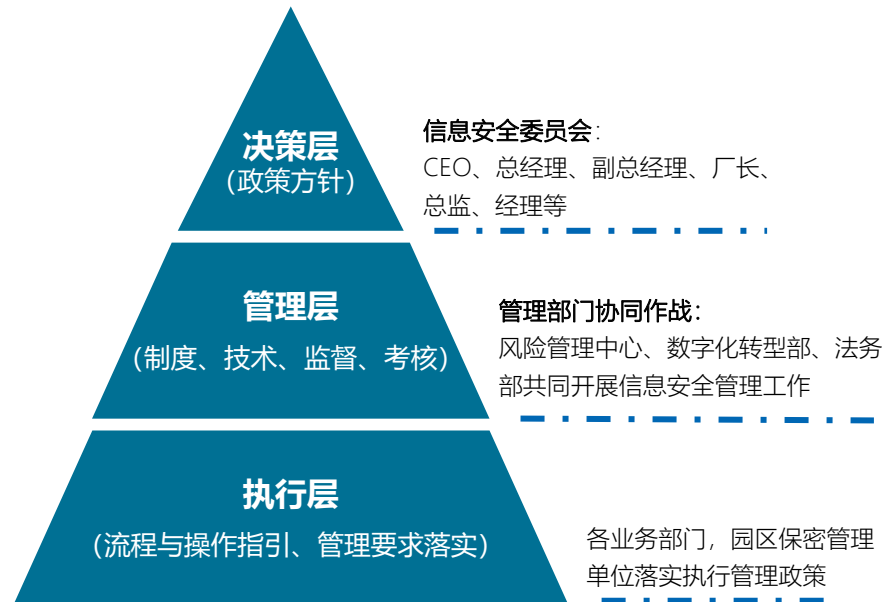 决策层
（政策方针）
信息安全委员会：
CEO、总经理、副总经理、厂长、
总监、经理等
管理层
（制度、技术、监督、考核）
管理部门协同作战：
风险管理中心、数字化转型部、法务
部共同开展信息安全管理工作
执行层
（流程与操作指引、管理要求落实）
各业务部门，园区保密管理
单位落实执行管理政策